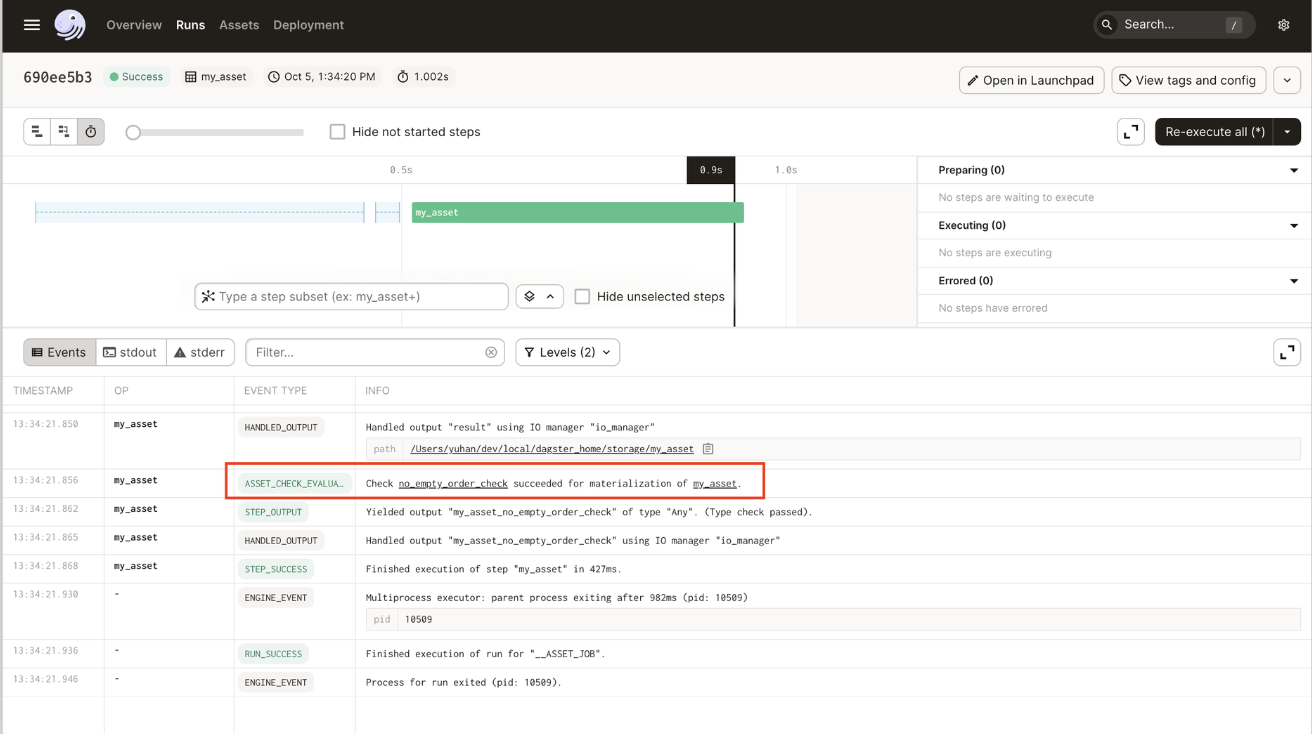 Overview Runs Assets Deployment Search... /
690ee5b3 Success my_asset Oct 5, 1:34:20 PM 1.002s Open in Launchpad View tags and config
Hide not started steps Re-execute all (*)
0.5s 0.9s 1.0s
my_asset
Preparing (0)
No steps are waiting to execute
Executing (0)
No steps are executing
Errored (0)
No steps have errored
Type a step subset (ex: my_asset+) Hide unselected steps
Events stdout stderr Filter... Levels (2)
TIMESTAMP OP EVENT TYPE INFO
13:34:21.850 my_asset HANDLED_OUTPUT Handled output "result" using IO manager "io_manager"
path /Users/yuhan/dev/local/dagster_home/storage/my_asset
13:34:21.856 my_asset ASSET_CHECK_EVALUA… Check no_empty_order_check succeeded for materialization of my_asset.
13:34:21.862 my_asset STEP_OUTPUT Yielded output "my_asset_no_empty_order_check" of type "Any". (Type check passed).
13:34:21.865 my_asset HANDLED_OUTPUT Handled output "my_asset_no_empty_order_check" using IO manager "io_manager"
13:34:21.868 my_asset STEP_SUCCESS Finished execution of step "my_asset" in 427ms.
13:34:21.930 - ENGINE_EVENT Multiprocess executor: parent process exiting after 982ms (pid: 10509)
pid 10509
13:34:21.936 - RUN_SUCCESS Finished execution of run for "__ASSET_JOB".
13:34:21.946 - ENGINE_EVENT Process for run exited (pid: 10509).